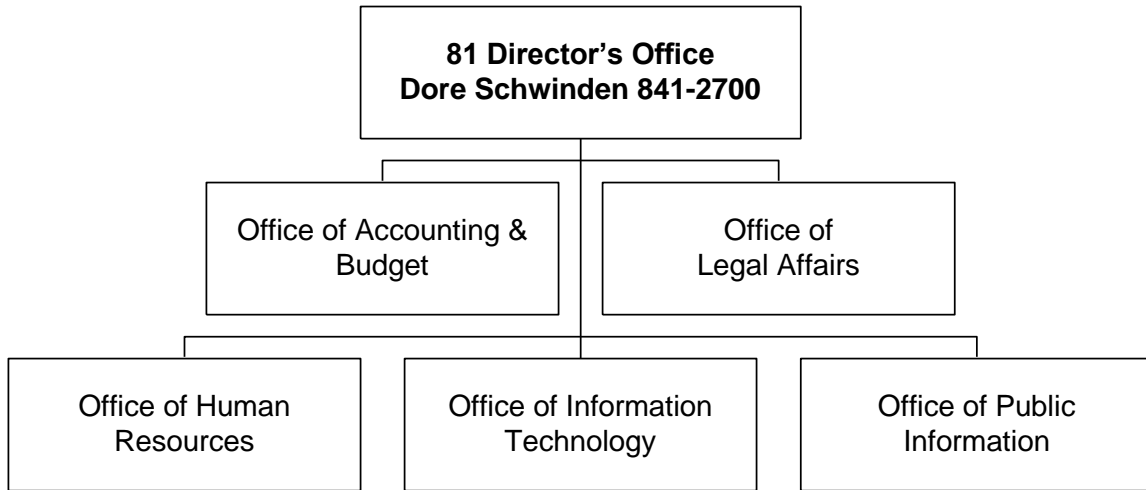 81 Director’s Office
Dore Schwinden 841-2700
Office of Accounting &
Budget
Office of
Legal Affairs
Office of Human
Resources
Office of Information
Technology
Office of Public
Information